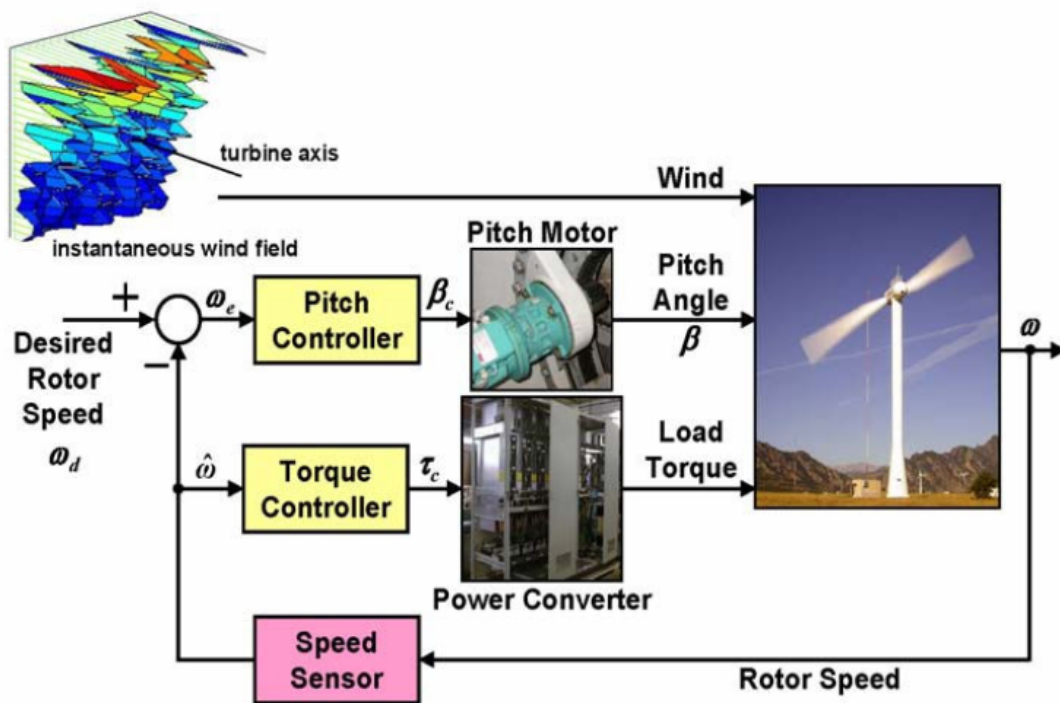 turbine axis
instantaneous wind field
Wind
Pitch Motor
+
ω_e
Pitch
Controller
β_c
Pitch
Angle
β
−
Desired
Rotor
Speed
ω_d
ω
ω̂
Torque
Controller
τ_c
Load
Torque
Power Converter
Speed
Sensor
Rotor Speed